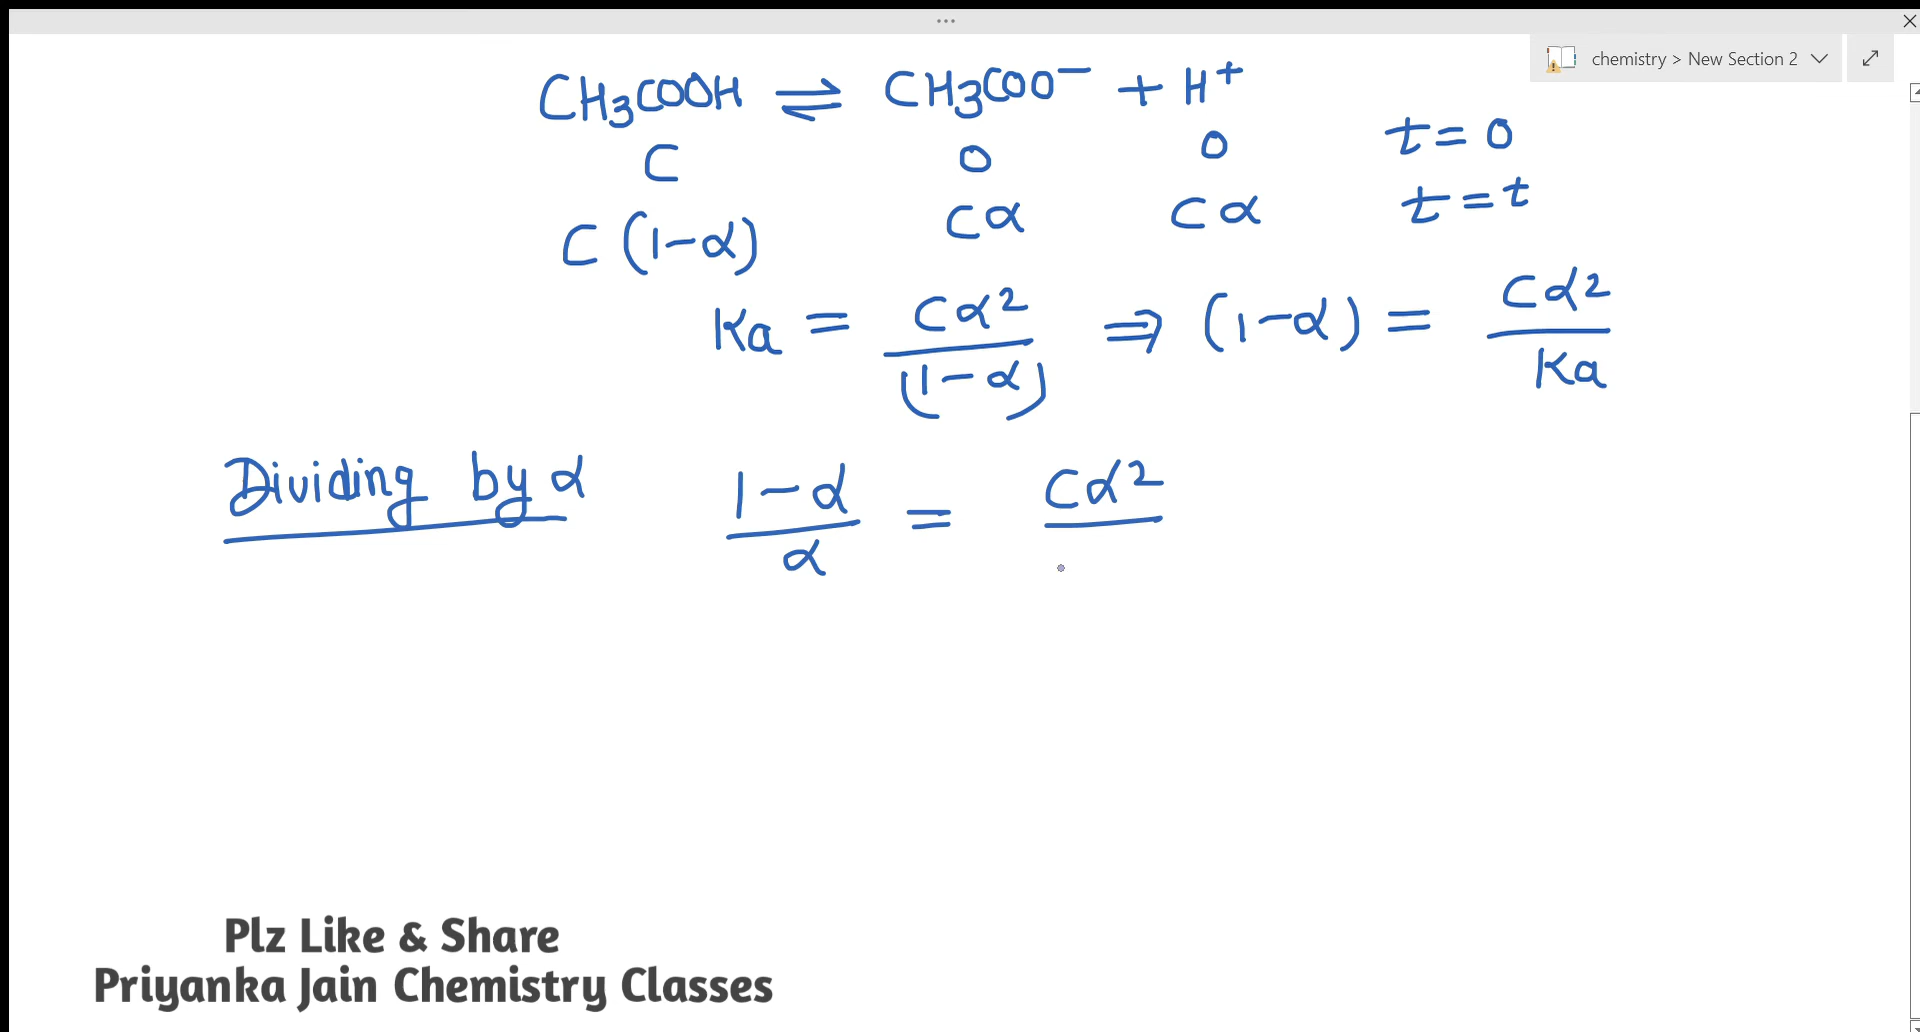 chemistry > New Section 2
CH3COOH ⇌ CH3COO⁻ + H⁺
C 0 0 t = 0
C (1-α) Cα Cα t = t
Ka = Cα² / (1-α) ⇒ (1-α) = Cα² / Ka
Dividing by α 1-α / α = Cα²
Plz Like & Share
Priyanka Jain Chemistry Classes